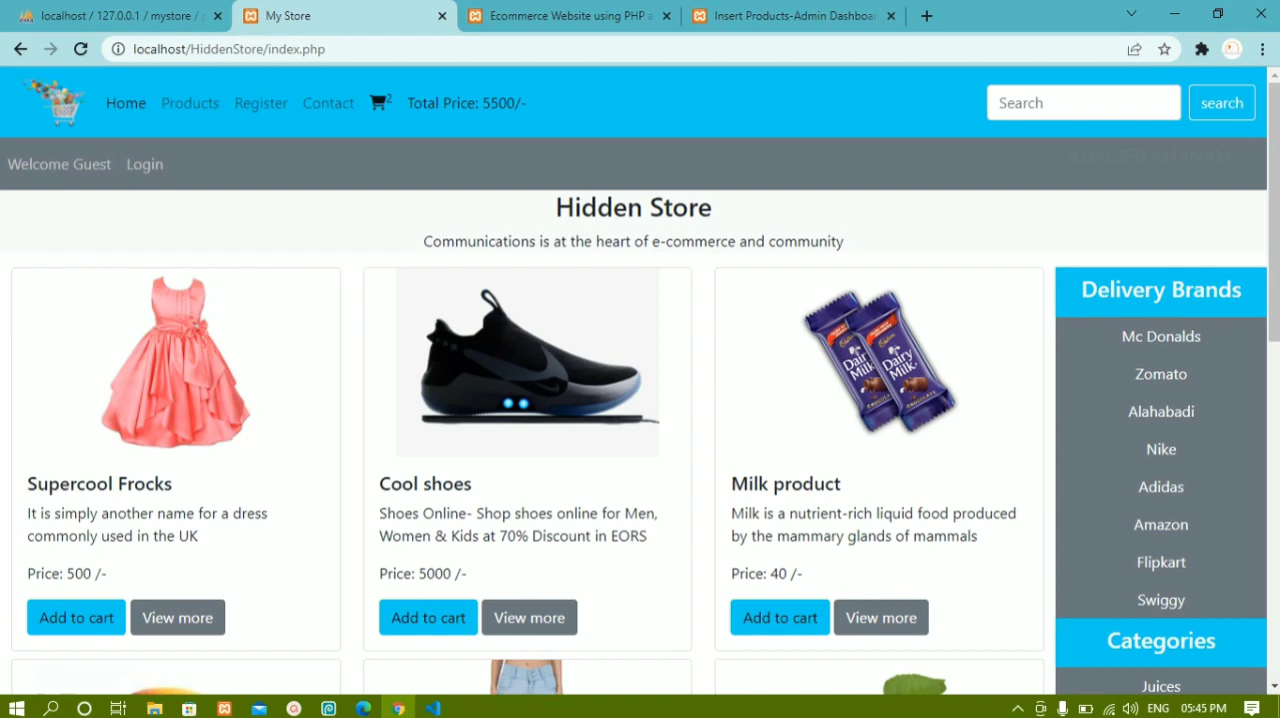 localhost / 127.0.0.1 / mystore /
My Store
Ecommerce Website using PHP
Insert Products-Admin Dashboar
localhost/HiddenStore/index.php
Home Products Register Contact 2 Total Price: 5500/-
Search search
Welcome Guest Login
Hidden Store
Communications is at the heart of e-commerce and community
Supercool Frocks
It is simply another name for a dress
commonly used in the UK
Price: 500 /-
Add to cart View more
Cool shoes
Shoes Online- Shop shoes online for Men,
Women & Kids at 70% Discount in EORS
Price: 5000 /-
Add to cart View more
Dairy
Milk
Dairy
Milk
Milk product
Milk is a nutrient-rich liquid food produced
by the mammary glands of mammals
Price: 40 /-
Add to cart View more
Delivery Brands
Mc Donalds
Zomato
Alahabadi
Nike
Adidas
Amazon
Flipkart
Swiggy
Categories
Juices
ENG 05:45 PM